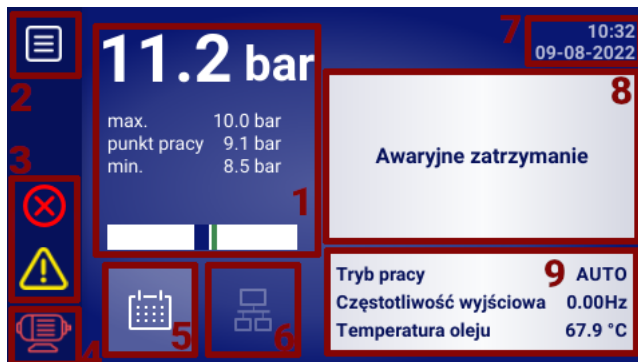 10:32
7
09-08-2022
2
11.2 bar
max. 10.0 bar
punkt pracy 9.1 bar
min. 8.5 bar
1
8
Awaryjne zatrzymanie
3
4
5
6
Tryb pracy 9 AUTO
Częstotliwość wyjściowa 0.00Hz
Temperatura oleju 67.9 °C